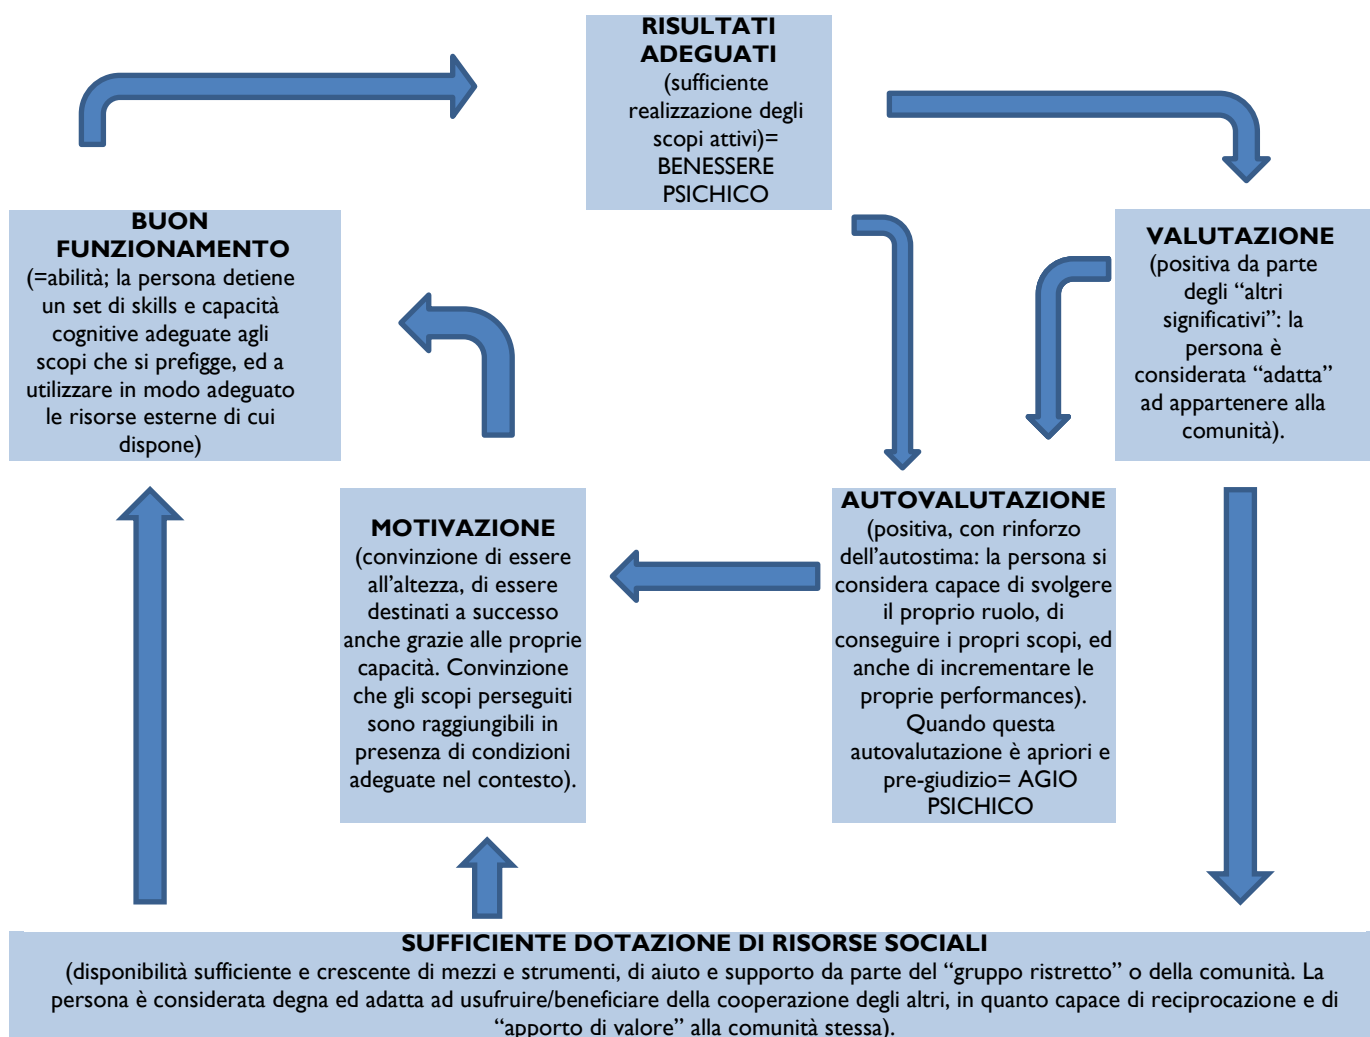 RISULTATI
ADEGUATI
(sufficiente
realizzazione degli
scopi attivi)=
BENESSERE
PSICHICO
BUON
FUNZIONAMENTO
(=abilità; la persona detiene
un set di skills e capacità
cognitive adeguate agli
scopi che si prefigge, ed a
utilizzare in modo adeguato
le risorse esterne di cui
dispone)
VALUTAZIONE
(positiva da parte
degli “altri
significativi”: la
persona è
considerata “adatta”
ad appartenere alla
comunità).
MOTIVAZIONE
(convinzione di essere
all’altezza, di essere
destinati a successo
anche grazie alle proprie
capacità. Convinzione
che gli scopi perseguiti
sono raggiungibili in
presenza di condizioni
adeguate nel contesto).
AUTOVALUTAZIONE
(positiva, con rinforzo
dell’autostima: la persona si
considera capace di svolgere
il proprio ruolo, di
conseguire i propri scopi, ed
anche di incrementare le
proprie performances).
Quando questa
autovalutazione è apriori e
pre-giudizio= AGIO
PSICHICO
SUFFICIENTE DOTAZIONE DI RISORSE SOCIALI
(disponibilità sufficiente e crescente di mezzi e strumenti, di aiuto e supporto da parte del “gruppo ristretto” o della comunità. La
persona è considerata degna ed adatta ad usufruire/beneficiare della cooperazione degli altri, in quanto capace di reciprocazione e di
“apporto di valore” alla comunità stessa).